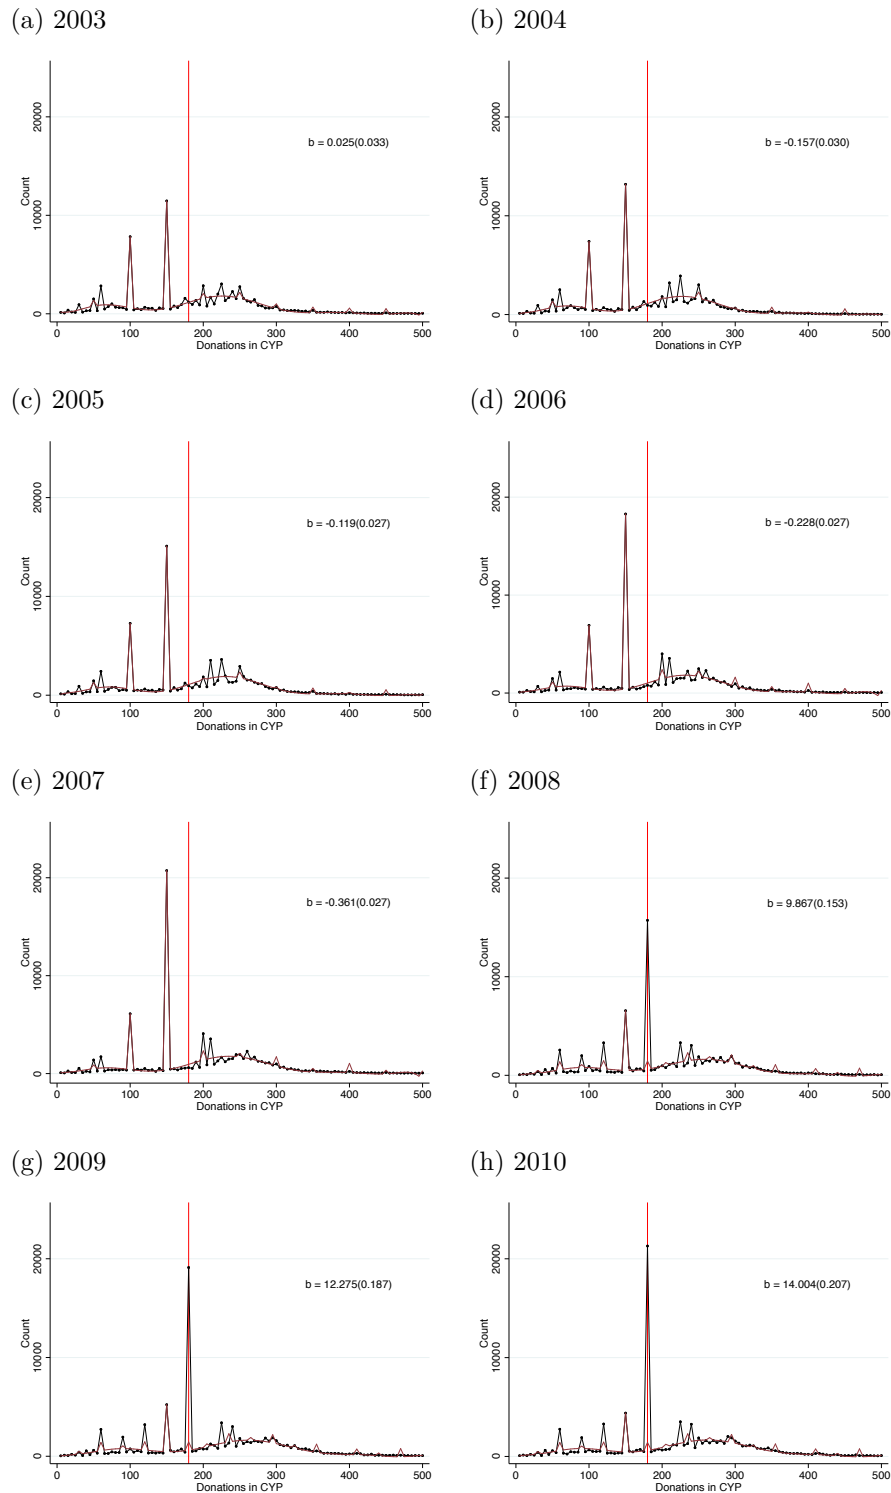 (a) 2003
20000
10000
0
Count
b = 0.025(0.033)
0 100 200 300 400 500
Donations in CYP
(b) 2004
20000
10000
0
Count
b = -0.157(0.030)
0 100 200 300 400 500
Donations in CYP
(c) 2005
20000
10000
0
Count
b = -0.119(0.027)
0 100 200 300 400 500
Donations in CYP
(d) 2006
20000
10000
0
Count
b = -0.228(0.027)
0 100 200 300 400 500
Donations in CYP
(e) 2007
20000
10000
0
Count
b = -0.361(0.027)
0 100 200 300 400 500
Donations in CYP
(f) 2008
20000
10000
0
Count
b = 9.867(0.153)
0 100 200 300 400 500
Donations in CYP
(g) 2009
20000
10000
0
Count
b = 12.275(0.187)
0 100 200 300 400 500
Donations in CYP
(h) 2010
20000
10000
0
Count
b = 14.004(0.207)
0 100 200 300 400 500
Donations in CYP